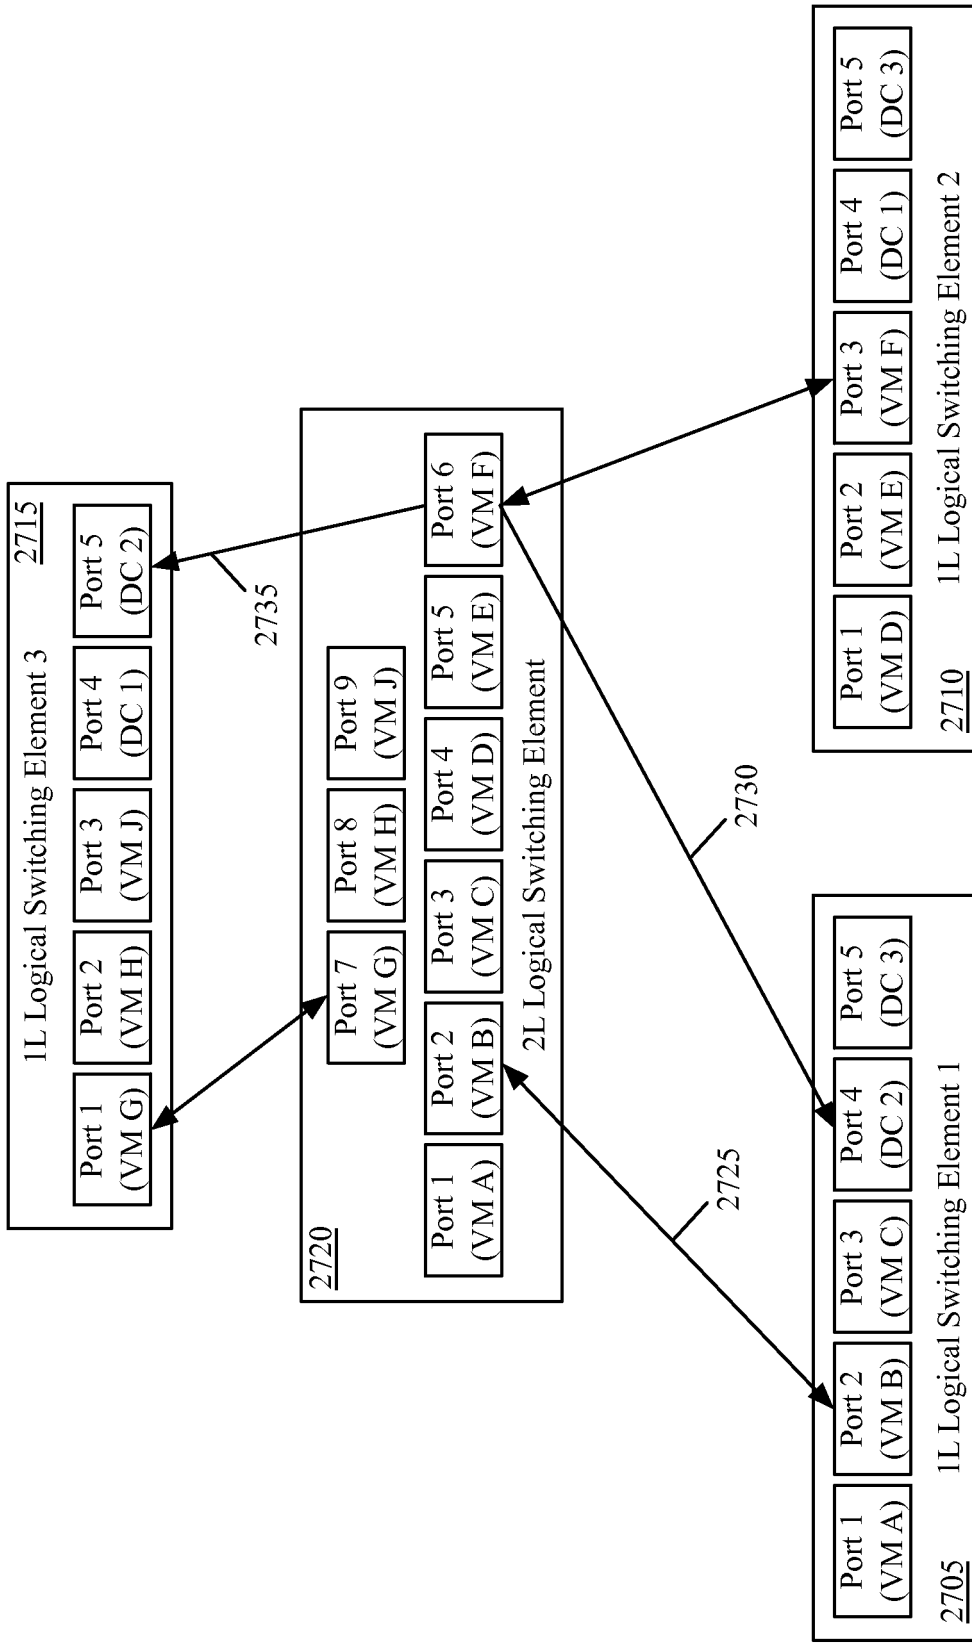 1L Logical Switching Element 3
2715
Port 1
(VM G)
Port 2
(VM H)
Port 3
(VM J)
Port 4
(DC 1)
Port 5
(DC 2)
2735
2720
Port 7
(VM G)
Port 8
(VM H)
Port 9
(VM J)
Port 1
(VM A)
Port 2
(VM B)
Port 3
(VM C)
Port 4
(VM D)
Port 5
(VM E)
Port 6
(VM F)
2L Logical Switching Element
2725
2730
Port 1
(VM A)
Port 2
(VM B)
Port 3
(VM C)
Port 4
(DC 2)
Port 5
(DC 3)
2705
1L Logical Switching Element 1
Port 1
(VM D)
Port 2
(VM E)
Port 3
(VM F)
Port 4
(DC 1)
Port 5
(DC 3)
2710
1L Logical Switching Element 2